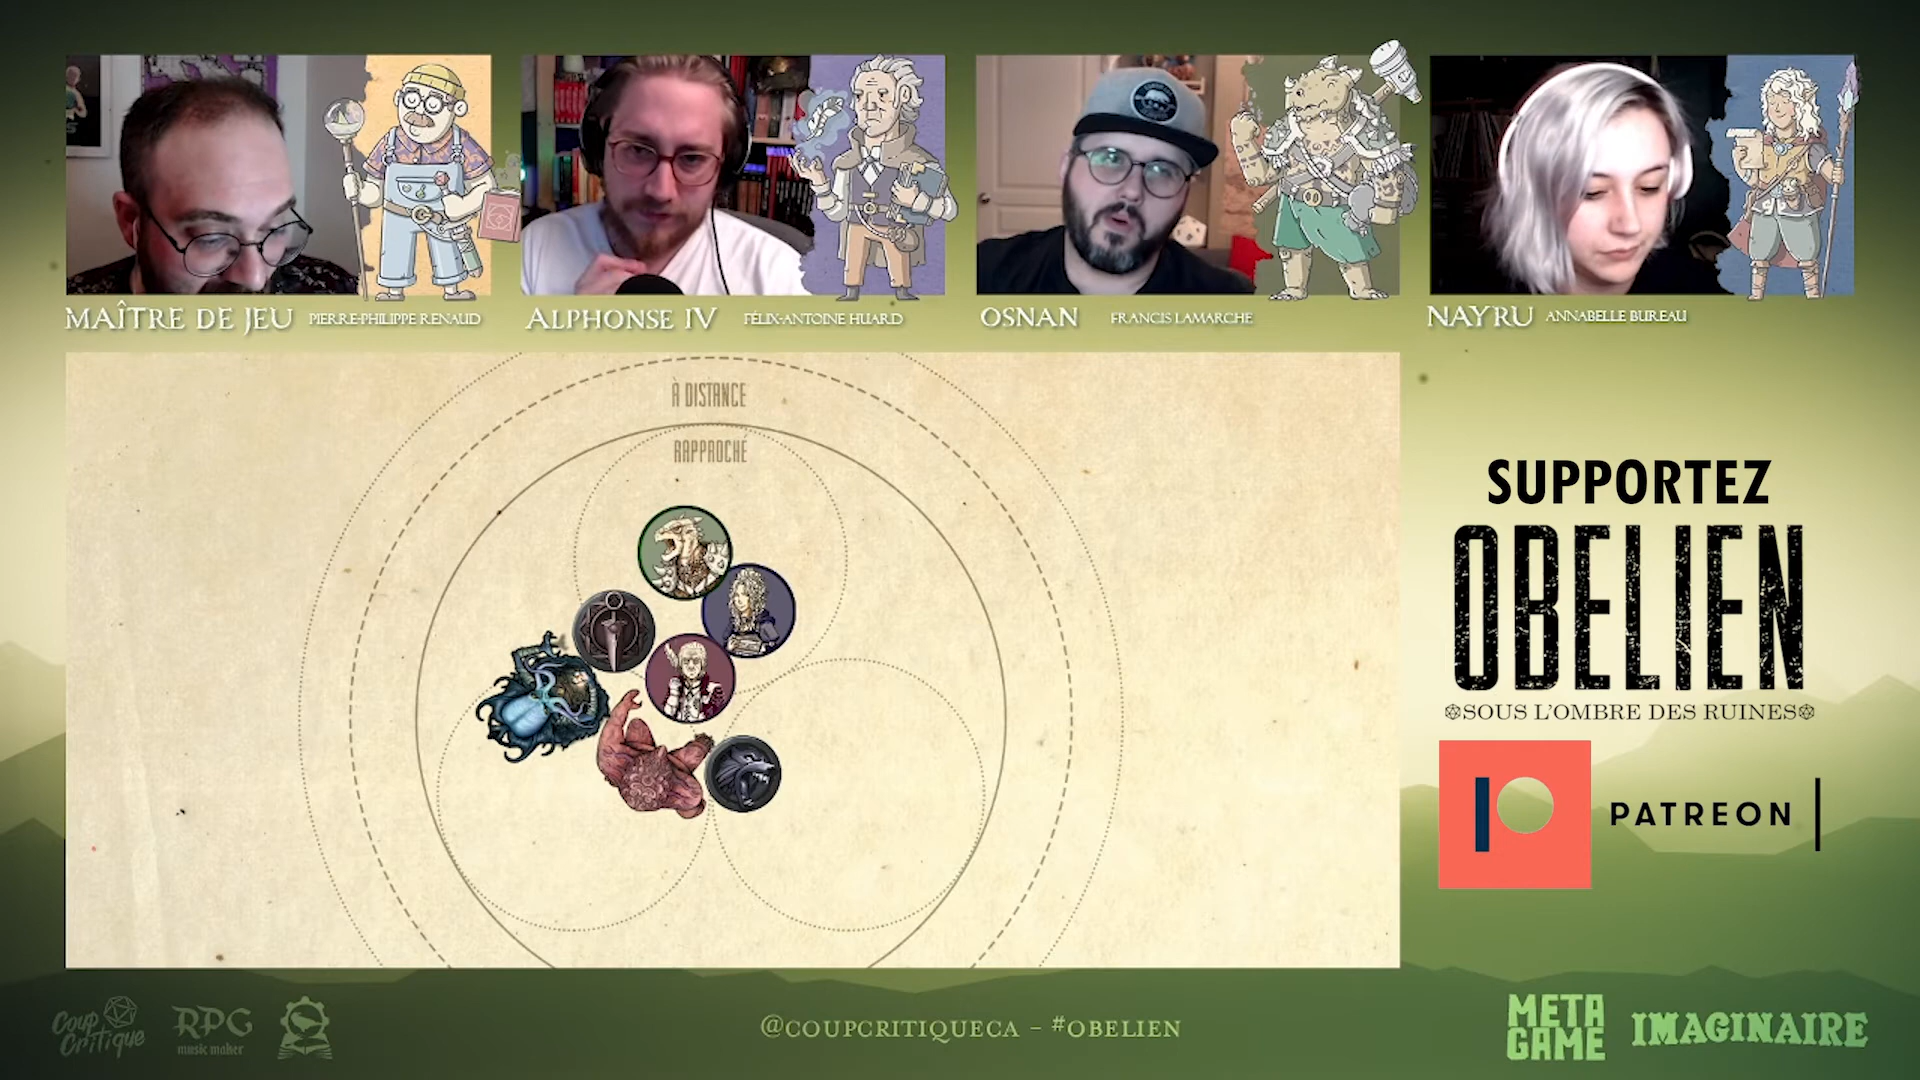 MAÎTRE DE JEU PIERRE-PHILIPPE RENAUD
ALPHONSE IV FÉLIX-ANTOINE HUARD
OSNAN FRANCIS LAMARCHE
NAYRU ANNABELLE BUREAU
À DISTANCE
RAPPROCHÉ
SUPPORTEZ
OBELIEN
SOUS L'OMBRE DES RUINES
PATREON
Coup Critique
RPG music maker
@COUPCRITIQUECA - #OBELIEN
META GAME
IMAGINAIRE